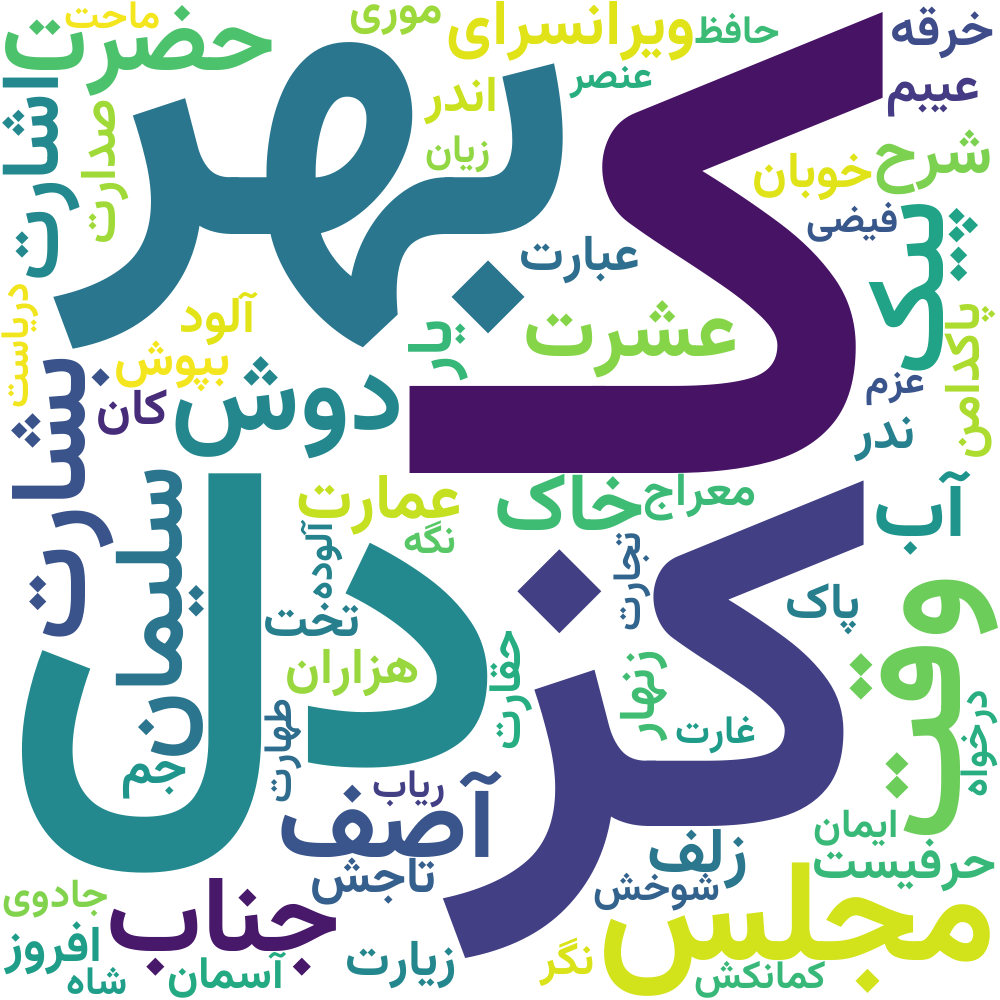 ماحت
موری
ویرانسرای
حافظ
خرقه
حضرت
ک
بهر
عنصر
اندر
عیبم
اشارت
صدارت
زیان
شرح
خوبان
فیضی
پیک
عبارت
دریاست
آلود
یار
عشرت
پاکدامن
بپوش
عزم
دوش
کان
ندر
بشارت
سلیمان
دل
عمارت
خاک
معراج
آب
نگه
آلوده
کز
تجارت
تخت
پاک
وقت
هزاران
حقارت
زنهار
غارت
درخواه
طهارت
جم
ریاب
آصف
ایمان
زلف
حرفیست
تاجش
شوخش
مجلس
جادوی
جناب
افروز
زیارت
نگر
شاه
آسمان
کمانکش